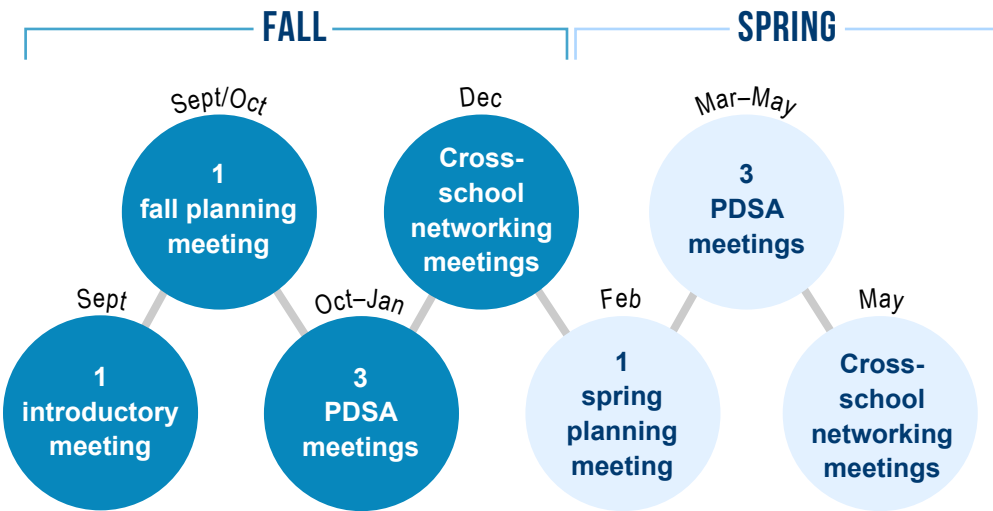 FALL
SPRING
Sept
1
introductory
meeting
Sept/Oct
1
fall planning
meeting
Oct–Jan
3
PDSA
meetings
Dec
Cross-
school
networking
meetings
Feb
1
spring
planning
meeting
Mar–May
3
PDSA
meetings
May
Cross-
school
networking
meetings